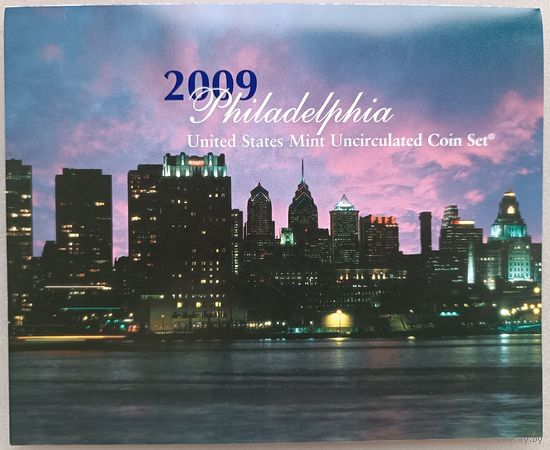 2009
Philadelphia
United States Mint Uncirculated Coin Set®